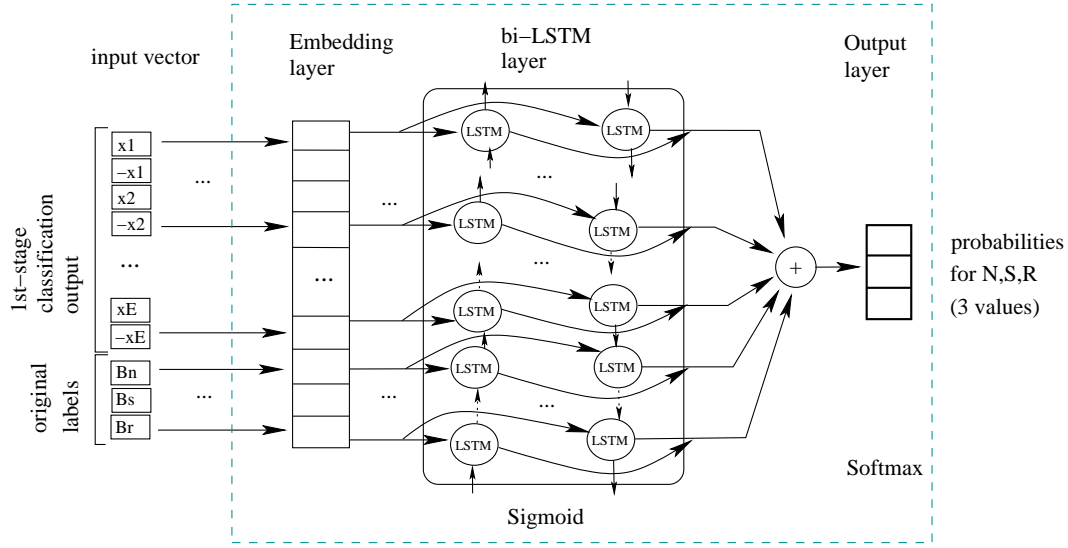 input vector
Embedding
layer
bi−LSTM
layer
Output
layer
1st−stage
classification
output
x1
−x1
x2
−x2
...
xE
−xE
original
labels
Bn
Bs
Br
...
...
...
...
...
LSTM
LSTM
...
LSTM
LSTM
...
LSTM
LSTM
LSTM
LSTM
...
LSTM
LSTM
+
probabilities
for N,S,R
(3 values)
Sigmoid
Softmax